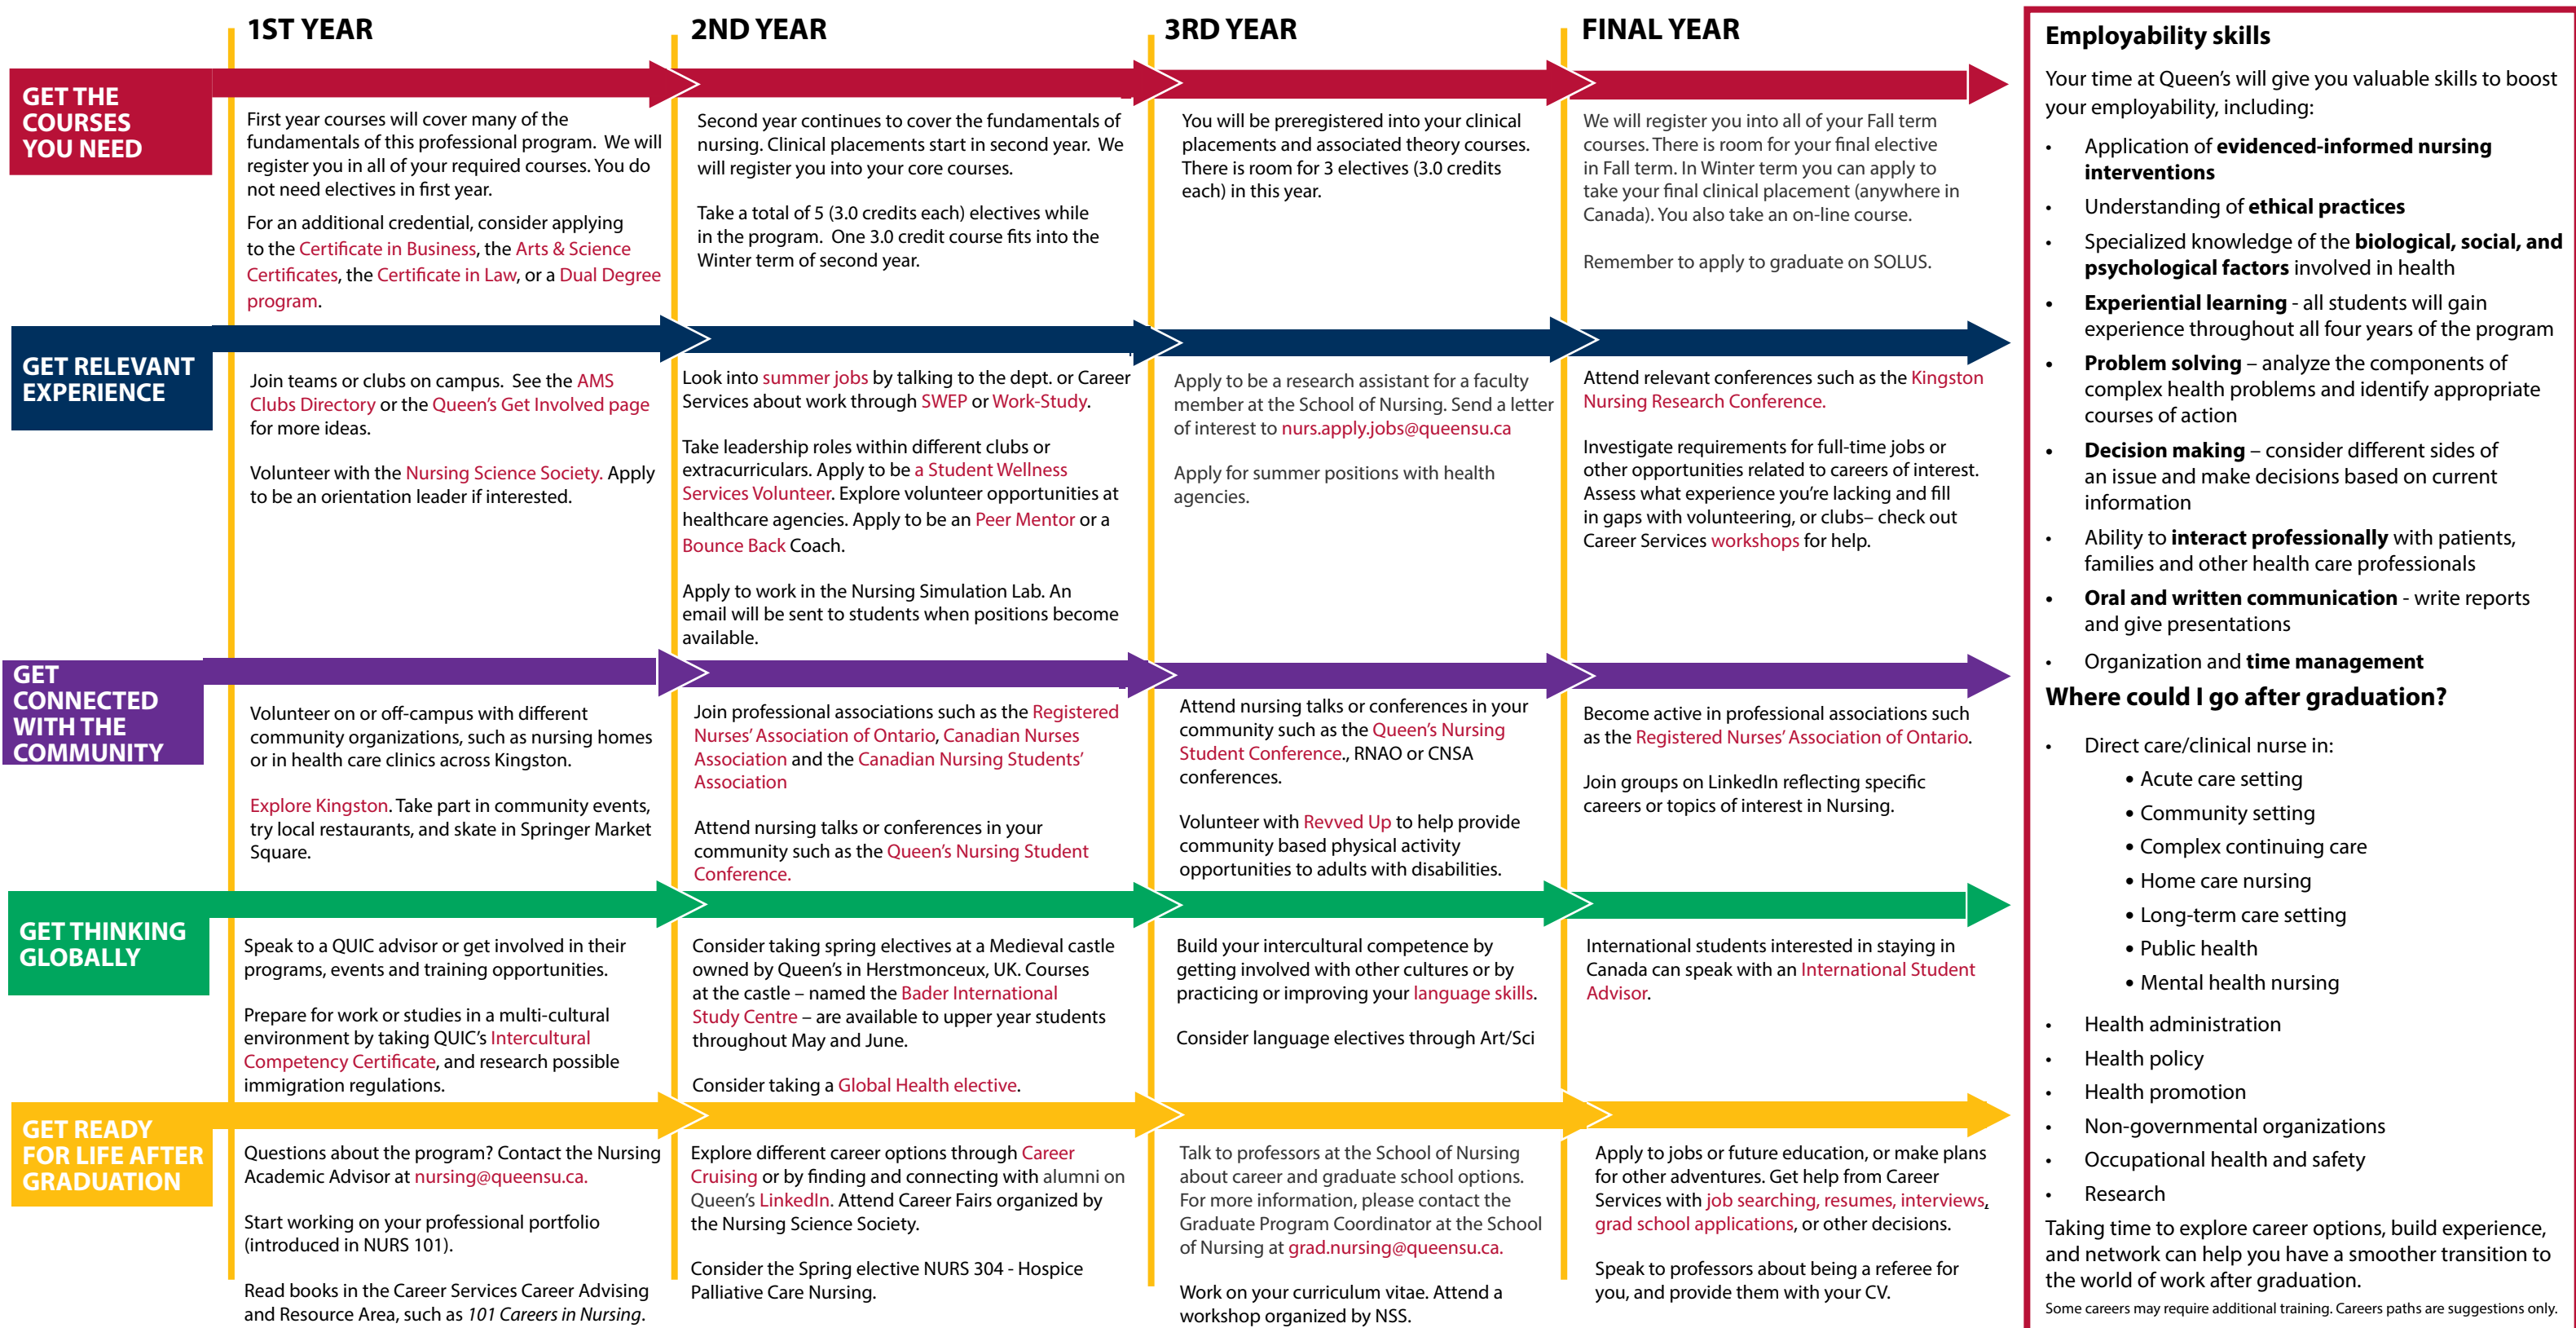 1ST YEAR
2ND YEAR
3RD YEAR
FINAL YEAR
GET THE
COURSES
YOU NEED
First year courses will cover many of the
fundamentals of this professional program. We will
register you in all of your required courses. You do
not need electives in first year.
For an additional credential, consider applying
to the Certificate in Business, the Arts & Science
Certificates, the Certificate in Law, or a Dual Degree
program.
Second year continues to cover the fundamentals of
nursing. Clinical placements start in second year. We
will register you into your core courses.
Take a total of 5 (3.0 credits each) electives while
in the program. One 3.0 credit course fits into the
Winter term of second year.
You will be preregistered into your clinical
placements and associated theory courses.
There is room for 3 electives (3.0 credits
each) in this year.
We will register you into all of your Fall term
courses. There is room for your final elective
in Fall term. In Winter term you can apply to
take your final clinical placement (anywhere in
Canada). You also take an on-line course.
Remember to apply to graduate on SOLUS.
GET RELEVANT
EXPERIENCE
Join teams or clubs on campus. See the AMS
Clubs Directory or the Queen's Get Involved page
for more ideas.
Volunteer with the Nursing Science Society. Apply
to be an orientation leader if interested.
Look into summer jobs by talking to the dept. or Career
Services about work through SWEP or Work-Study.
Take leadership roles within different clubs or
extracurriculars. Apply to be a Student Wellness
Services Volunteer. Explore volunteer opportunities at
healthcare agencies. Apply to be an Peer Mentor or a
Bounce Back Coach.
Apply to work in the Nursing Simulation Lab. An
email will be sent to students when positions become
available.
Apply to be a research assistant for a faculty
member at the School of Nursing. Send a letter
of interest to nurs.apply.jobs@queensu.ca
Apply for summer positions with health
agencies.
Attend relevant conferences such as the Kingston
Nursing Research Conference.
Investigate requirements for full-time jobs or
other opportunities related to careers of interest.
Assess what experience you're lacking and fill
in gaps with volunteering, or clubs– check out
Career Services workshops for help.
GET
CONNECTED
WITH THE
COMMUNITY
Volunteer on or off-campus with different
community organizations, such as nursing homes
or in health care clinics across Kingston.
Explore Kingston. Take part in community events,
try local restaurants, and skate in Springer Market
Square.
Join professional associations such as the Registered
Nurses' Association of Ontario, Canadian Nurses
Association and the Canadian Nursing Students'
Association
Attend nursing talks or conferences in your
community such as the Queen's Nursing Student
Conference.
Attend nursing talks or conferences in your
community such as the Queen's Nursing
Student Conference., RNAO or CNSA
conferences.
Volunteer with Revved Up to help provide
community based physical activity
opportunities to adults with disabilities.
Become active in professional associations such
as the Registered Nurses' Association of Ontario.
Join groups on LinkedIn reflecting specific
careers or topics of interest in Nursing.
GET THINKING
GLOBALLY
Speak to a QUIC advisor or get involved in their
programs, events and training opportunities.
Prepare for work or studies in a multi-cultural
environment by taking QUIC's Intercultural
Competency Certificate, and research possible
immigration regulations.
Consider taking spring electives at a Medieval castle
owned by Queen's in Herstmonceux, UK. Courses
at the castle – named the Bader International
Study Centre – are available to upper year students
throughout May and June.
Consider taking a Global Health elective.
Build your intercultural competence by
getting involved with other cultures or by
practicing or improving your language skills.
Consider language electives through Art/Sci
International students interested in staying in
Canada can speak with an International Student
Advisor.
GET READY
FOR LIFE AFTER
GRADUATION
Questions about the program? Contact the Nursing
Academic Advisor at nursing@queensu.ca.
Start working on your professional portfolio
(introduced in NURS 101).
Read books in the Career Services Career Advising
and Resource Area, such as 101 Careers in Nursing.
Explore different career options through Career
Cruising or by finding and connecting with alumni on
Queen's LinkedIn. Attend Career Fairs organized by
the Nursing Science Society.
Consider the Spring elective NURS 304 - Hospice
Palliative Care Nursing.
Talk to professors at the School of Nursing
about career and graduate school options.
For more information, please contact the
Graduate Program Coordinator at the School
of Nursing at grad.nursing@queensu.ca.
Work on your curriculum vitae. Attend a
workshop organized by NSS.
Apply to jobs or future education, or make plans
for other adventures. Get help from Career
Services with job searching, resumes, interviews,
grad school applications, or other decisions.
Speak to professors about being a referee for
you, and provide them with your CV.
Employability skills
Your time at Queen's will give you valuable skills to boost
your employability, including:
• Application of evidenced-informed nursing
interventions
• Understanding of ethical practices
• Specialized knowledge of the biological, social, and
psychological factors involved in health
• Experiential learning - all students will gain
experience throughout all four years of the program
• Problem solving – analyze the components of
complex health problems and identify appropriate
courses of action
• Decision making – consider different sides of
an issue and make decisions based on current
information
• Ability to interact professionally with patients,
families and other health care professionals
• Oral and written communication - write reports
and give presentations
• Organization and time management
Where could I go after graduation?
• Direct care/clinical nurse in:
• Acute care setting
• Community setting
• Complex continuing care
• Home care nursing
• Long-term care setting
• Public health
• Mental health nursing
• Health administration
• Health policy
• Health promotion
• Non-governmental organizations
• Occupational health and safety
• Research
Taking time to explore career options, build experience,
and network can help you have a smoother transition to
the world of work after graduation.
Some careers may require additional training. Careers paths are suggestions only.